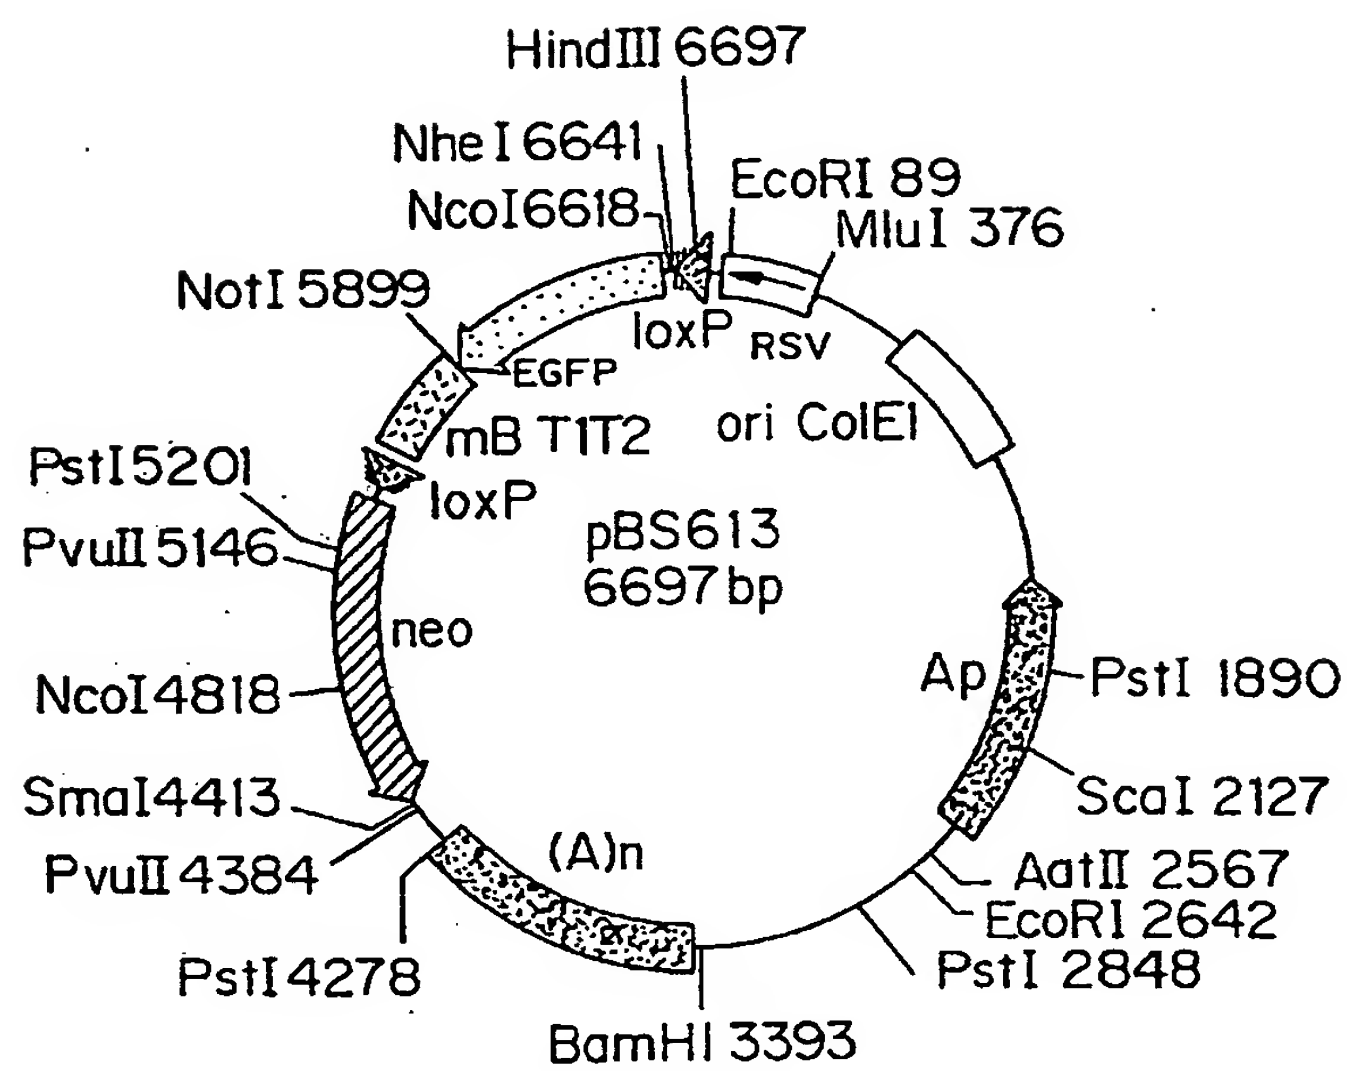 HindIII 6697
NheI 6641
EcoRI 89
NcoI 6618
MluI 376
NotI 5899
loxP
RSV
EGFP
ori ColE1
mB T1T2
PstI 5201
loxP
pBS613
PvuII 5146
6697 bp
neo
Ap
PstI 1890
NcoI 4818
SmaI 4413
ScaI 2127
(A)n
PvuII 4384
AatII 2567
EcoRI 2642
PstI 4278
PstI 2848
BamHI 3393